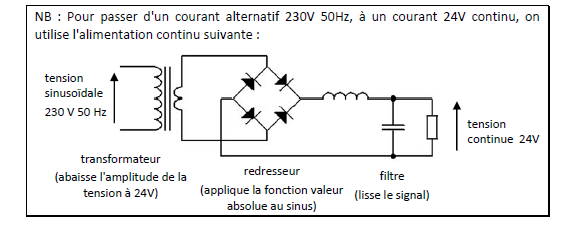 NB : Pour passer d'un courant alternatif 230V 50Hz, à un courant 24V continu, on
utilise l'alimentation continu suivante :
tension
sinusoïdale
230 V 50 Hz
tension
continue 24V
transformateur
(abaisse l'amplitude de la
tension à 24V)
redresseur
(applique la fonction valeur
absolue au sinus)
filtre
(lisse le signal)